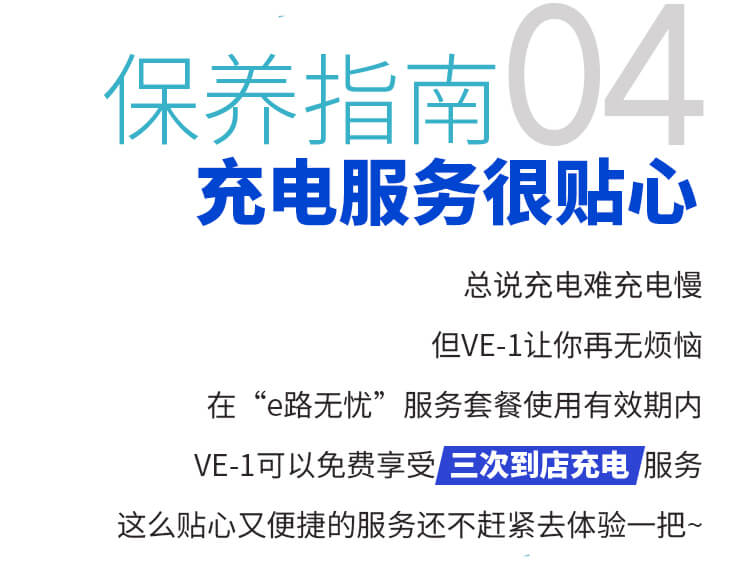 保养指南04
充电服务很贴心
总说充电难充电慢
但VE-1让你再无烦恼
在“e路无忧”服务套餐使用有效期内
VE-1可以免费享受三次到店充电服务
这么贴心又便捷的服务还不赶紧去体验一把~